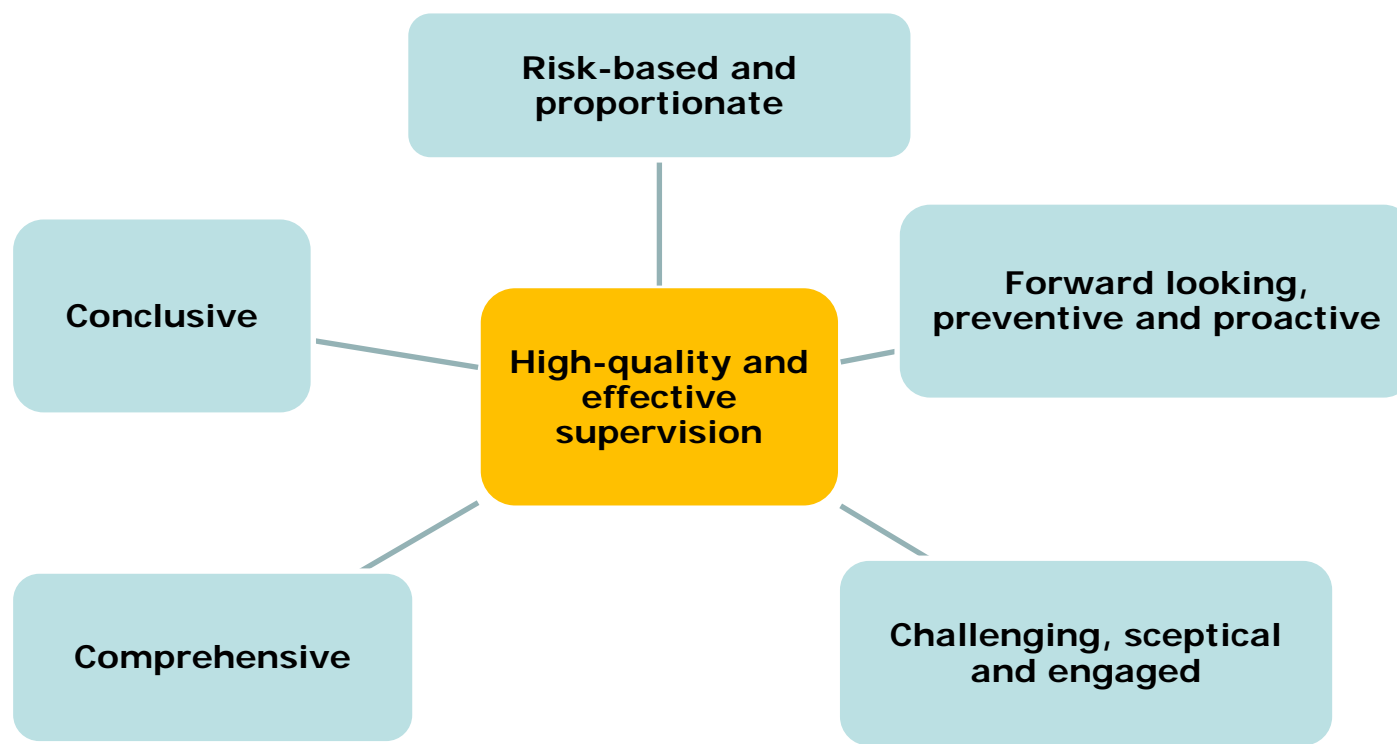 Risk-based and
proportionate
Conclusive
Forward looking,
preventive and proactive
High-quality and
effective
supervision
Comprehensive
Challenging, sceptical
and engaged